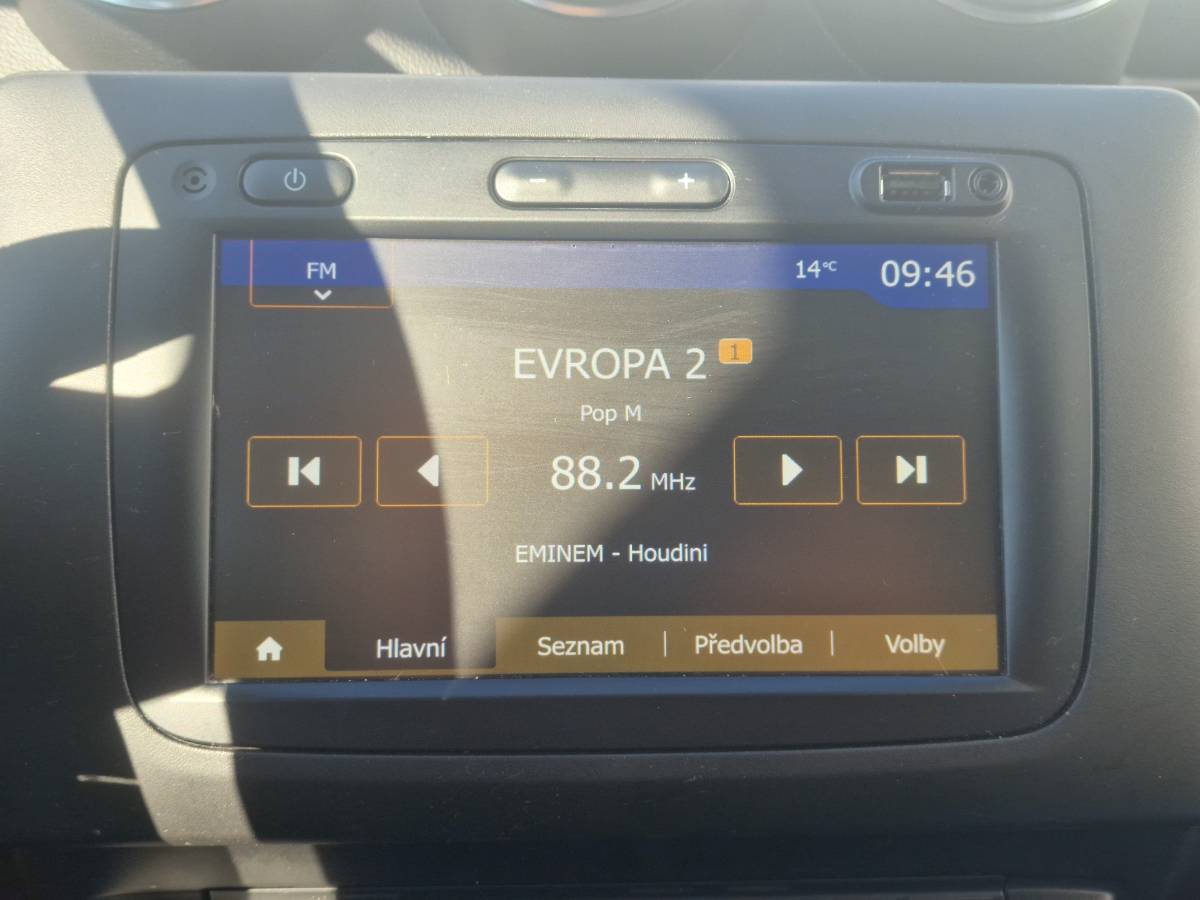 FM
14°C
09:46
EVROPA 2
1
Pop M
88.2 MHz
EMINEM - Houdini
Hlavní
Seznam
Předvolba
Volby